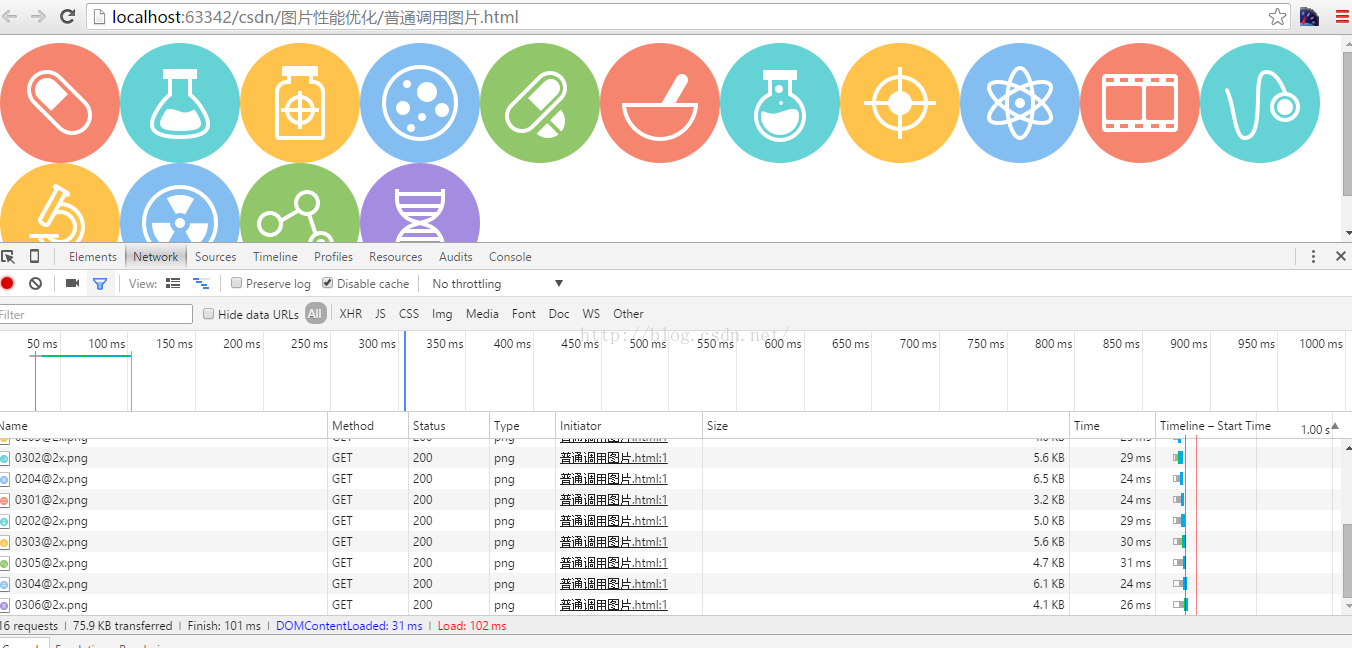 localhost:63342/csdn/图片性能优化/普通调用图片.html
Elements Network Sources Timeline Profiles Resources Audits Console
View: Preserve log Disable cache No throttling
Filter Hide data URLs All XHR JS CSS Img Media Font Doc WS Other
http://blog.csdn.net/
50 ms 100 ms 150 ms 200 ms 250 ms 300 ms 350 ms 400 ms 450 ms 500 ms 550 ms 600 ms 650 ms 700 ms 750 ms 800 ms 850 ms 900 ms 950 ms 1000 ms
Name Method Status Type Initiator Size Time Timeline – Start Time 1.00 s
0302@2x.png GET 200 png 普通调用图片.html:1 5.6 KB 29 ms
0204@2x.png GET 200 png 普通调用图片.html:1 6.5 KB 24 ms
0301@2x.png GET 200 png 普通调用图片.html:1 3.2 KB 24 ms
0202@2x.png GET 200 png 普通调用图片.html:1 5.0 KB 29 ms
0303@2x.png GET 200 png 普通调用图片.html:1 5.6 KB 30 ms
0305@2x.png GET 200 png 普通调用图片.html:1 4.7 KB 31 ms
0304@2x.png GET 200 png 普通调用图片.html:1 6.1 KB 24 ms
0306@2x.png GET 200 png 普通调用图片.html:1 4.1 KB 26 ms
16 requests | 75.9 KB transferred | Finish: 101 ms | DOMContentLoaded: 31 ms | Load: 102 ms